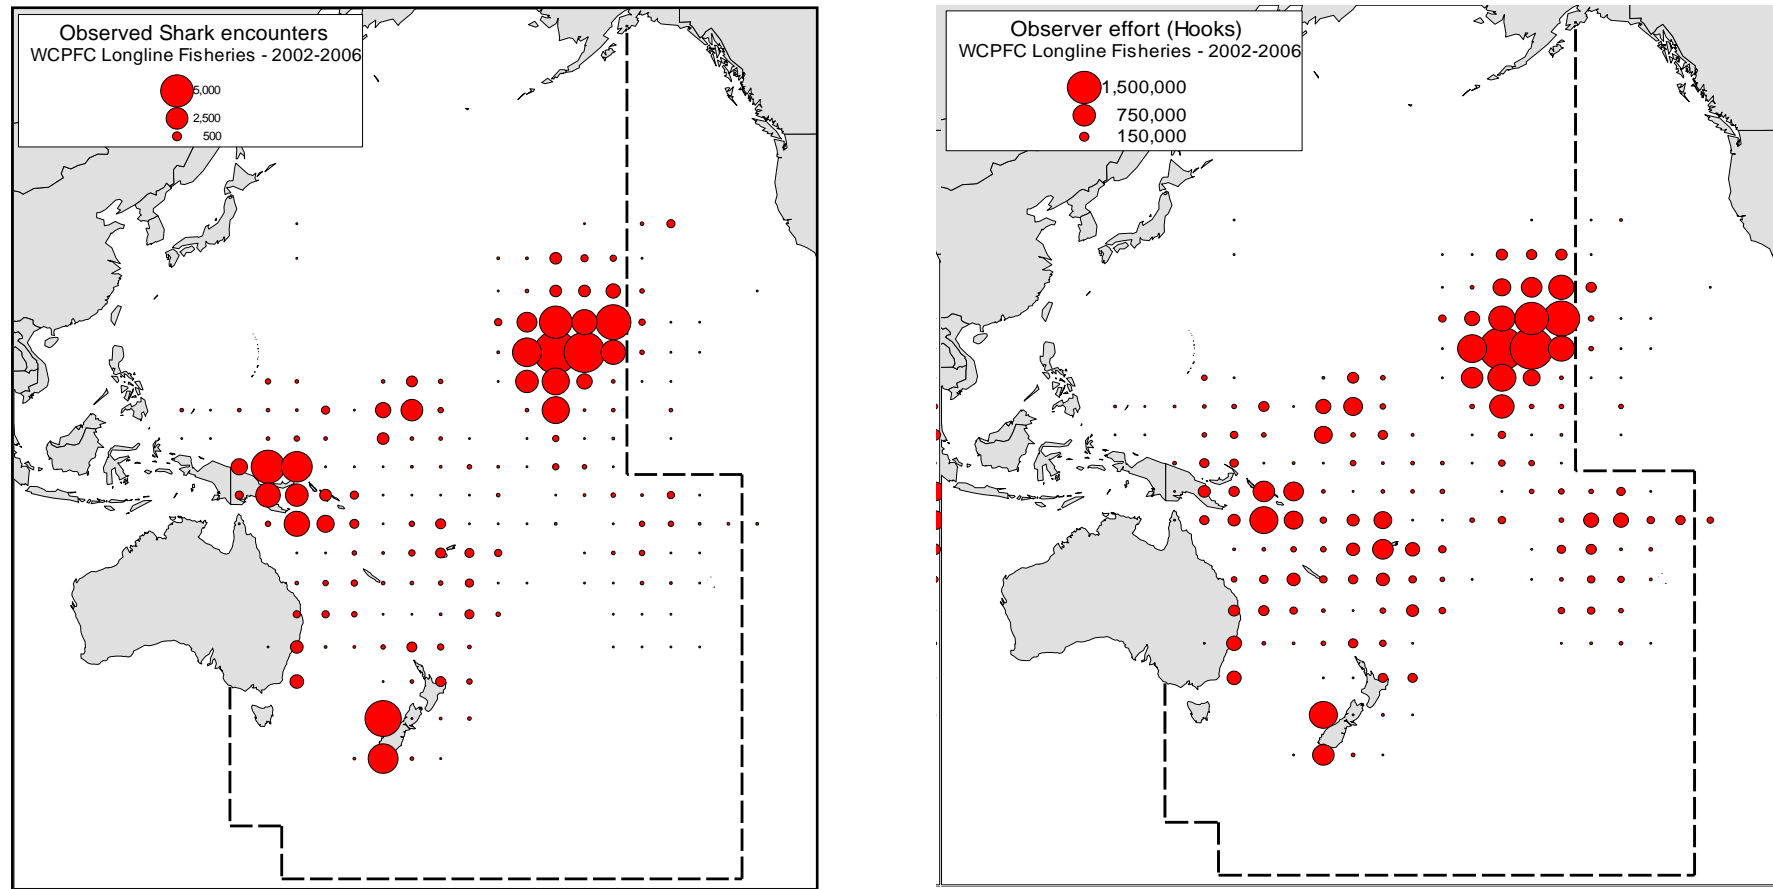 Observed Shark encounters
WCPFC Longline Fisheries - 2002-2006
5,000
2,500
500
Observer effort (Hooks)
WCPFC Longline Fisheries - 2002-2006
1,500,000
750,000
150,000